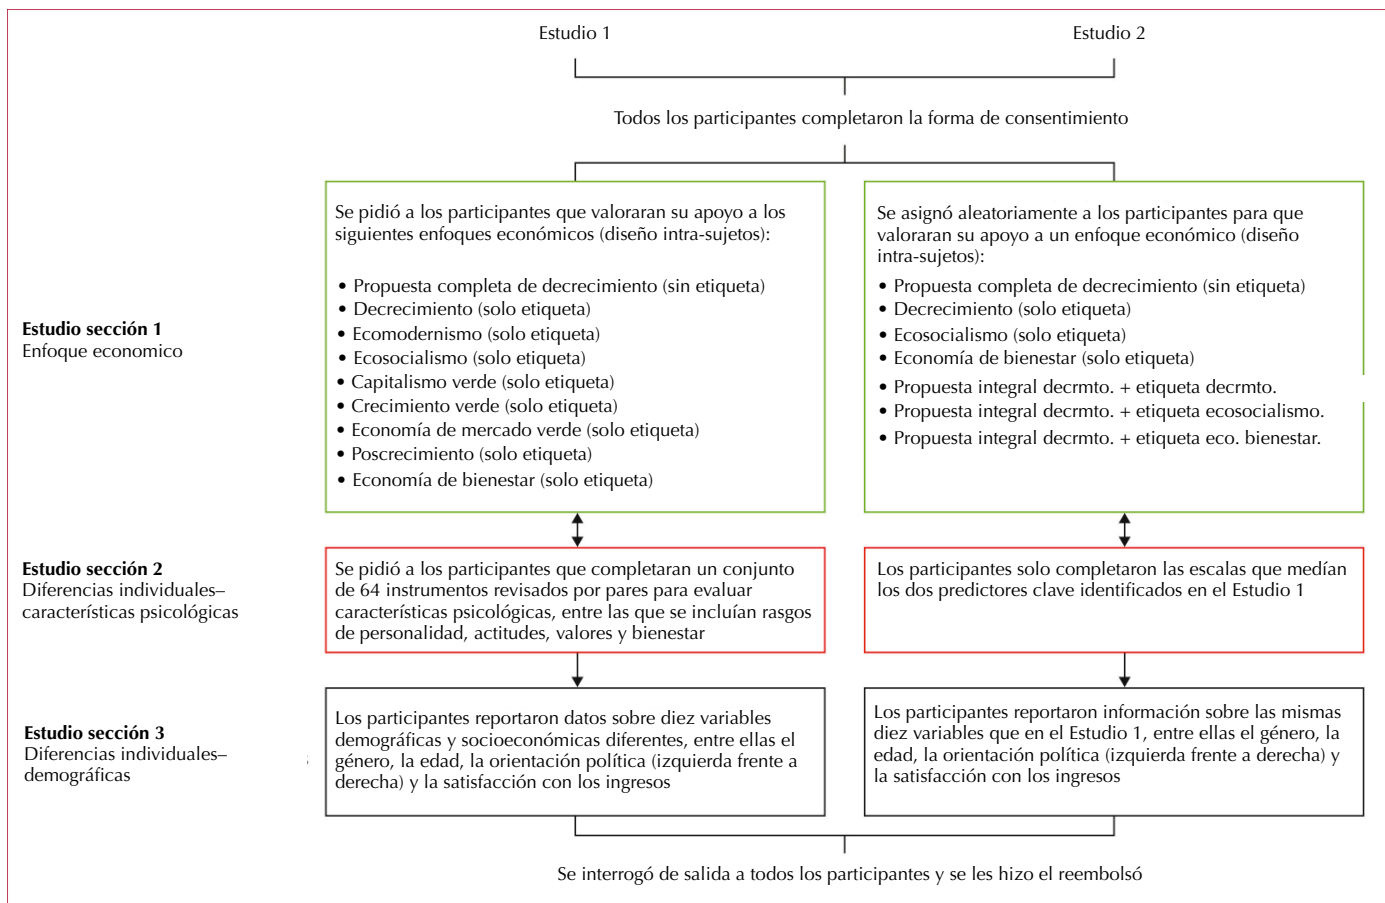 Estudio 1
Estudio 2
Todos los participantes completaron la forma de consentimiento
Estudio sección 1
Enfoque economico
Se pidió a los participantes que valoraran su apoyo a los
siguientes enfoques económicos (diseño intra-sujetos):
• Propuesta completa de decrecimiento (sin etiqueta)
• Decrecimiento (solo etiqueta)
• Ecomodernismo (solo etiqueta)
• Ecosocialismo (solo etiqueta)
• Capitalismo verde (solo etiqueta)
• Crecimiento verde (solo etiqueta)
• Economía de mercado verde (solo etiqueta)
• Poscrecimiento (solo etiqueta)
• Economía de bienestar (solo etiqueta)
Se asignó aleatoriamente a los participantes para que
valoraran su apoyo a un enfoque económico (diseño
intra-sujetos):
• Propuesta completa de decrecimiento (sin etiqueta)
• Decrecimiento (solo etiqueta)
• Ecosocialismo (solo etiqueta)
• Economía de bienestar (solo etiqueta)
• Propuesta integral decrmto. + etiqueta decrmto.
• Propuesta integral decrmto. + etiqueta ecosocialismo.
• Propuesta integral decrmto. + etiqueta eco. bienestar.
Estudio sección 2
Diferencias individuales–
características psicológicas
Se pidió a los participantes que completaran un conjunto
de 64 instrumentos revisados por pares para evaluar
características psicológicas, entre las que se incluían rasgos
de personalidad, actitudes, valores y bienestar
Los participantes solo completaron las escalas que medían
los dos predictores clave identificados en el Estudio 1
Estudio sección 3
Diferencias individuales–
demográficas
Los participantes reportaron datos sobre diez variables
demográficas y socioeconómicas diferentes, entre ellas el
género, la edad, la orientación política (izquierda frente a
derecha) y la satisfacción con los ingresos
Los participantes reportaron información sobre las mismas
diez variables que en el Estudio 1, entre ellas el género, la
edad, la orientación política (izquierda frente a derecha) y
la satisfacción con los ingresos
Se interrogó de salida a todos los participantes y se les hizo el reembolsó